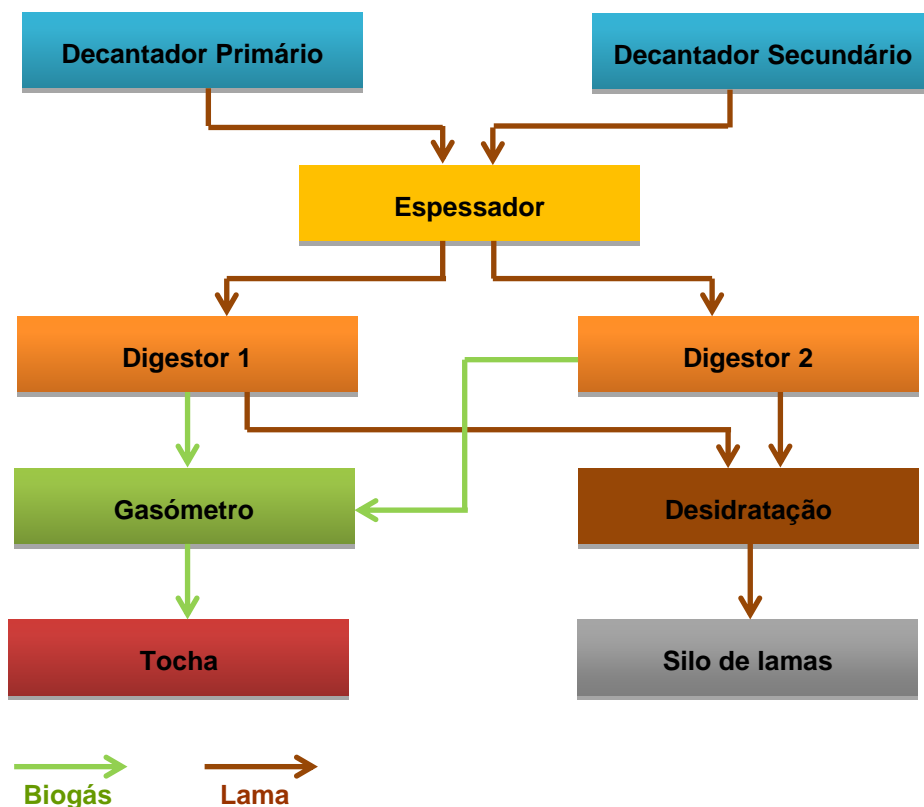 Decantador Primário
Decantador Secundário
Espessador
Digestor 1
Digestor 2
Gasómetro
Desidratação
Tocha
Silo de lamas
Biogás
Lama